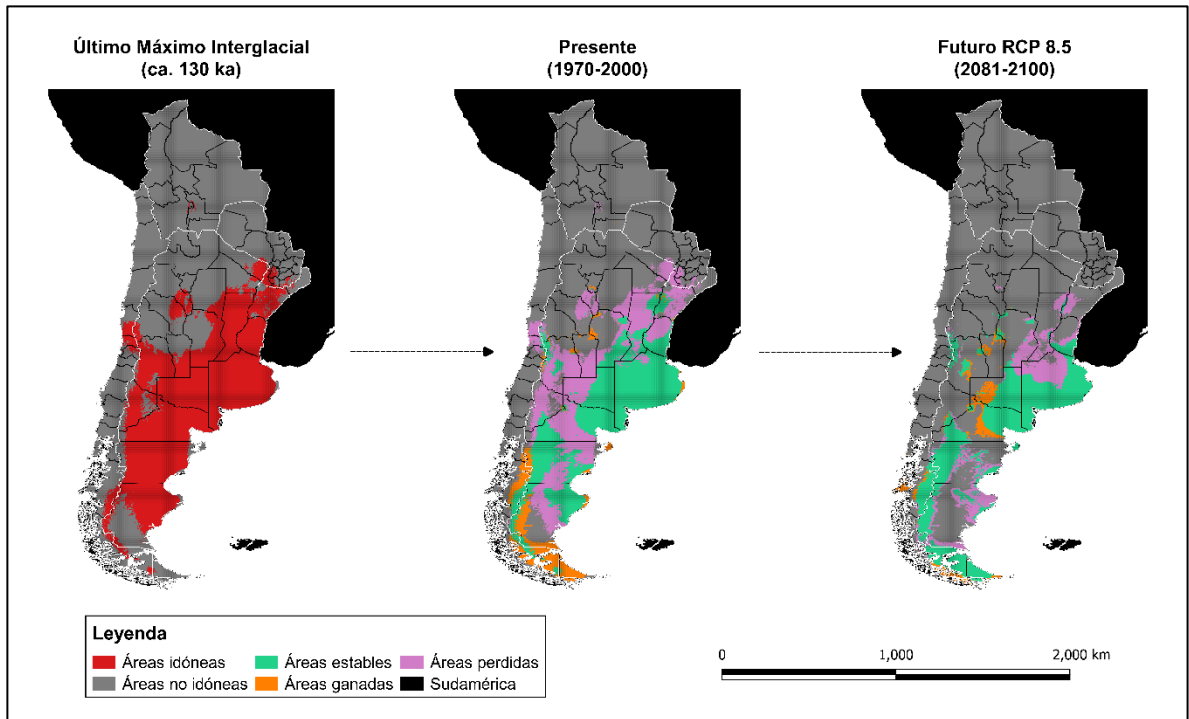 Último Máximo Interglacial
(ca. 130 ka)
Presente
(1970-2000)
Futuro RCP 8.5
(2081-2100)
Leyenda
Áreas idóneas
Áreas estables
Áreas perdidas
Áreas no idóneas
Áreas ganadas
Sudamérica
0
1,000
2,000 km